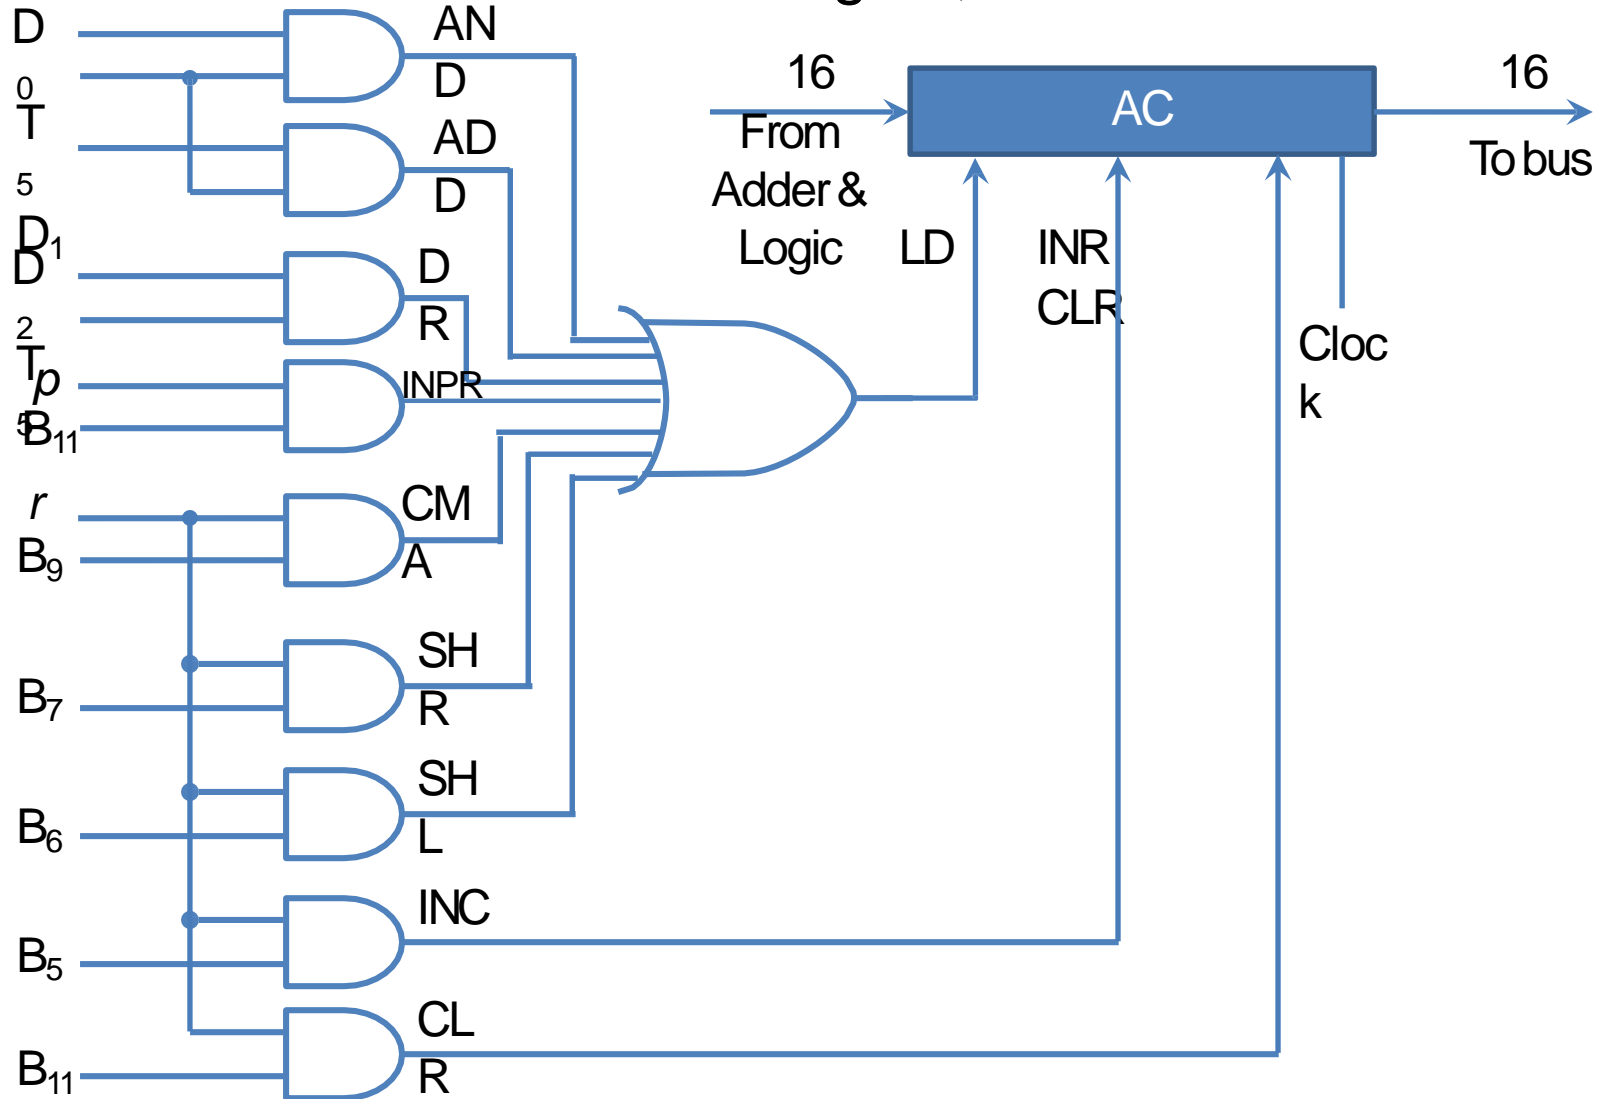 D
0
T
5
D1
D
2
T
5
p
B11
r
B9
B7
B6
B5
B11
AN
D
AD
D
D
R
INPR
CM
A
SH
R
SH
L
INC
CL
R
16
From
Adder &
Logic
LD
INR
CLR
AC
Cloc
k
16
To bus